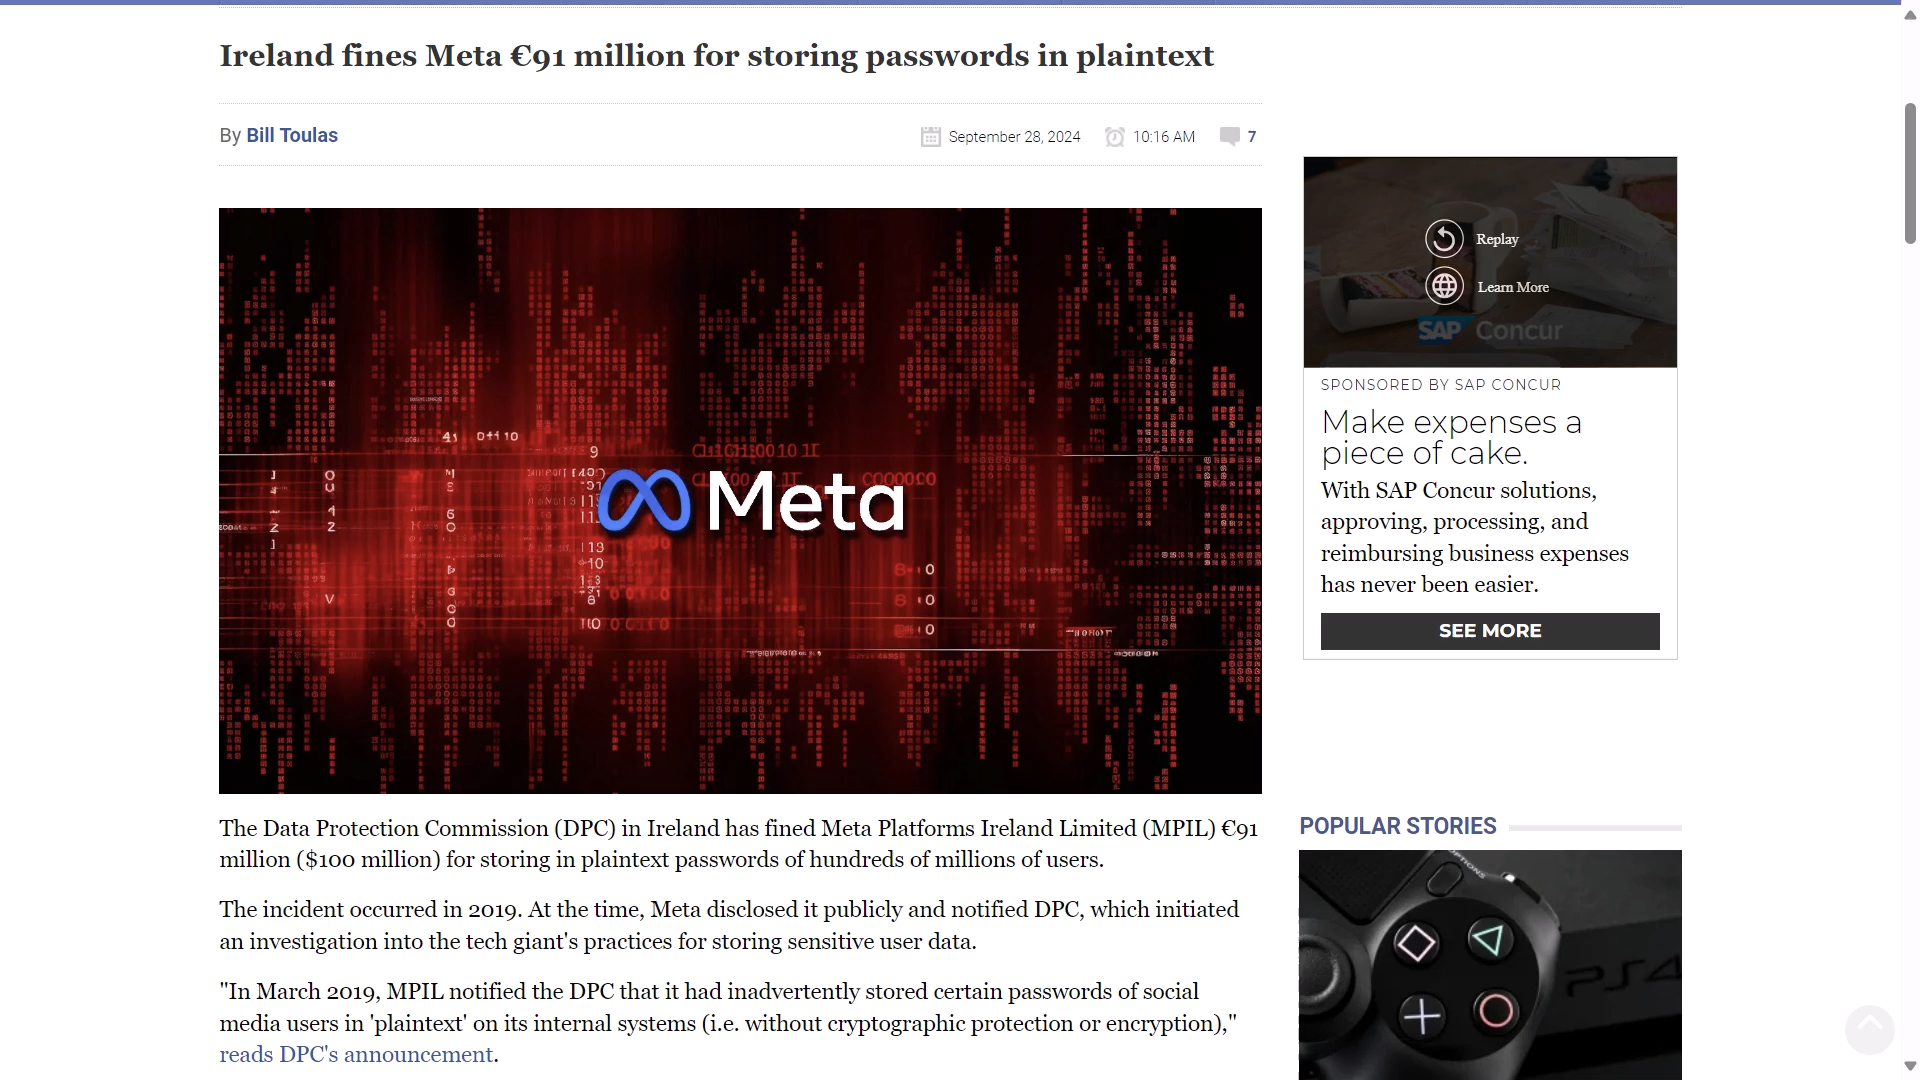 Ireland fines Meta €91 million for storing passwords in plaintext
By Bill Toulas
September 28, 2024
10:16 AM
7
Meta
The Data Protection Commission (DPC) in Ireland has fined Meta Platforms Ireland Limited (MPIL) €91
million ($100 million) for storing in plaintext passwords of hundreds of millions of users.
The incident occurred in 2019. At the time, Meta disclosed it publicly and notified DPC, which initiated
an investigation into the tech giant's practices for storing sensitive user data.
"In March 2019, MPIL notified the DPC that it had inadvertently stored certain passwords of social
media users in 'plaintext' on its internal systems (i.e. without cryptographic protection or encryption),"
reads DPC's announcement.
Replay
Learn More
SAP Concur
SPONSORED BY SAP CONCUR
Make expenses a
piece of cake.
With SAP Concur solutions,
approving, processing, and
reimbursing business expenses
has never been easier.
SEE MORE
POPULAR STORIES
OPTIONS
PS4